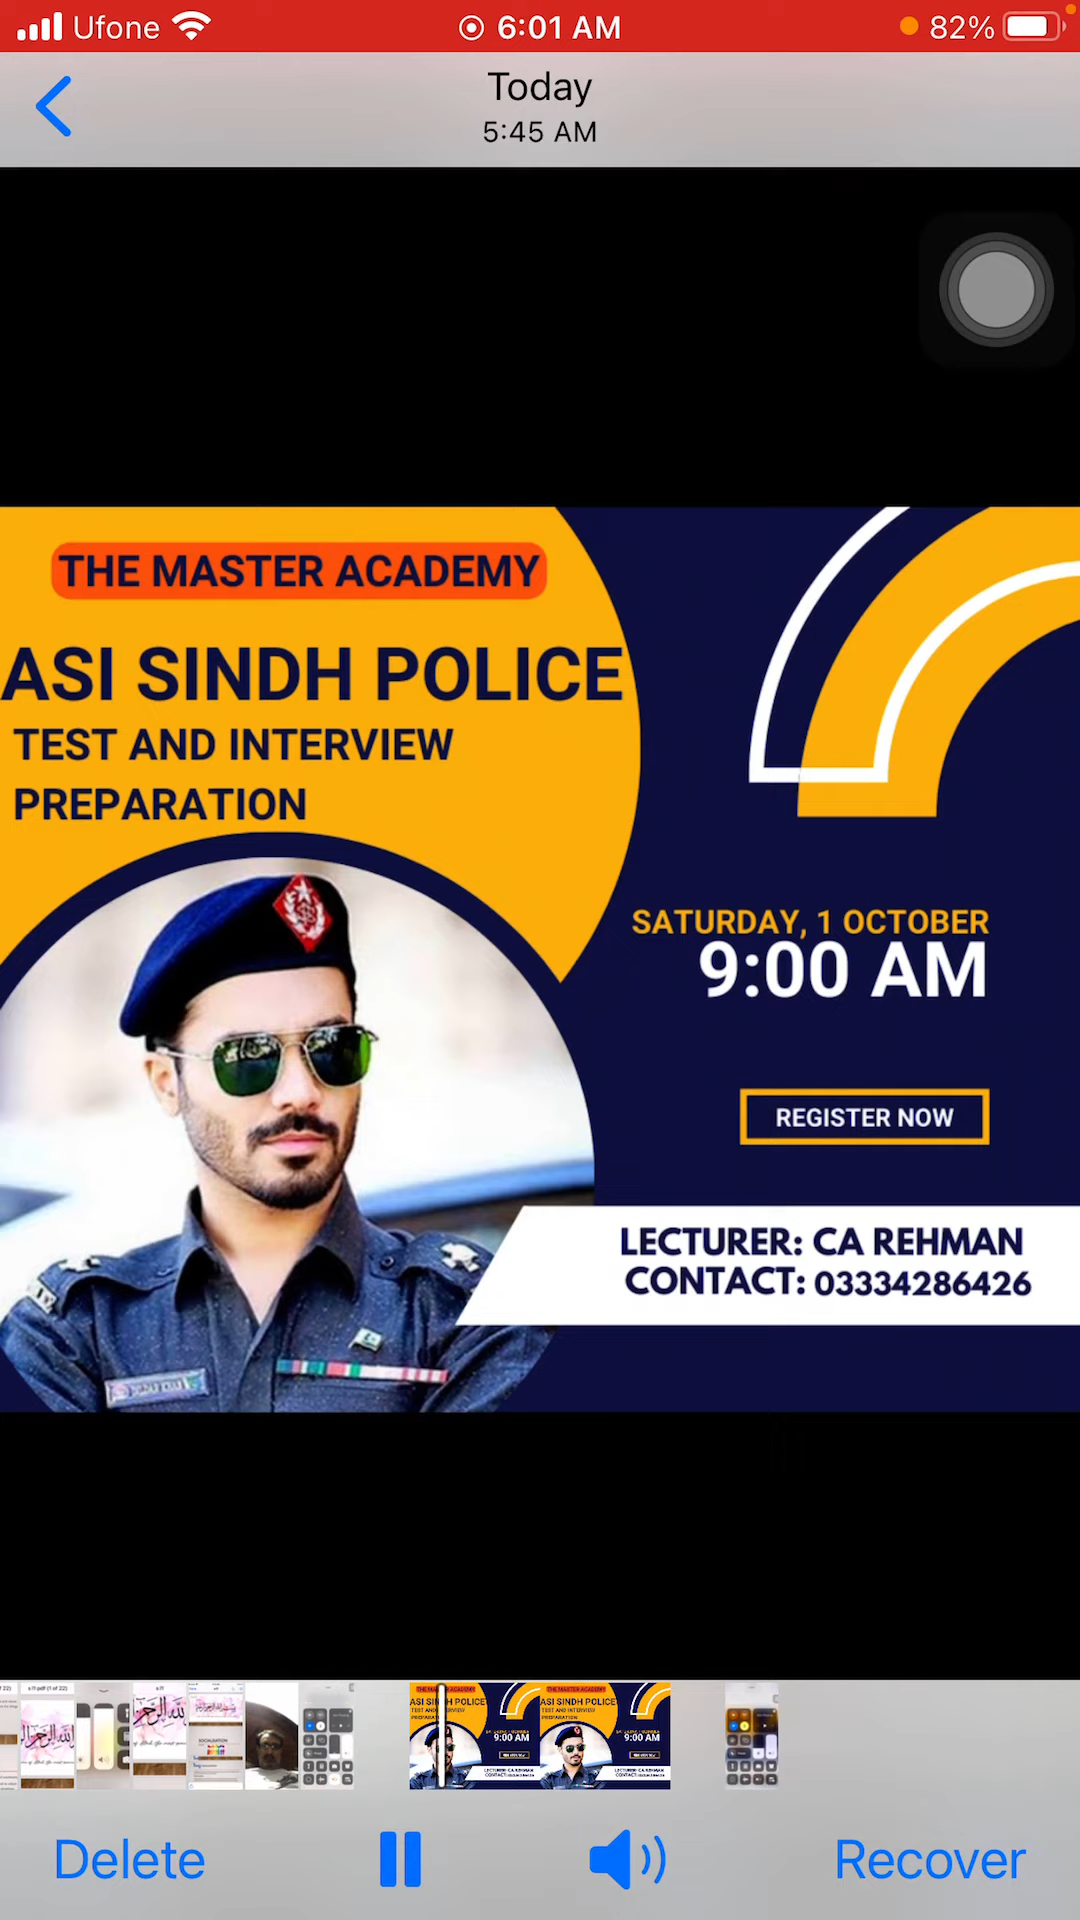 Ufone
6:01 AM
82%
Today
5:45 AM
THE MASTER ACADEMY
ASI SINDH POLICE
TEST AND INTERVIEW
PREPARATION
SATURDAY, 1 OCTOBER
9:00 AM
REGISTER NOW
LECTURER: CA REHMAN
CONTACT: 03334286426
Delete
Recover